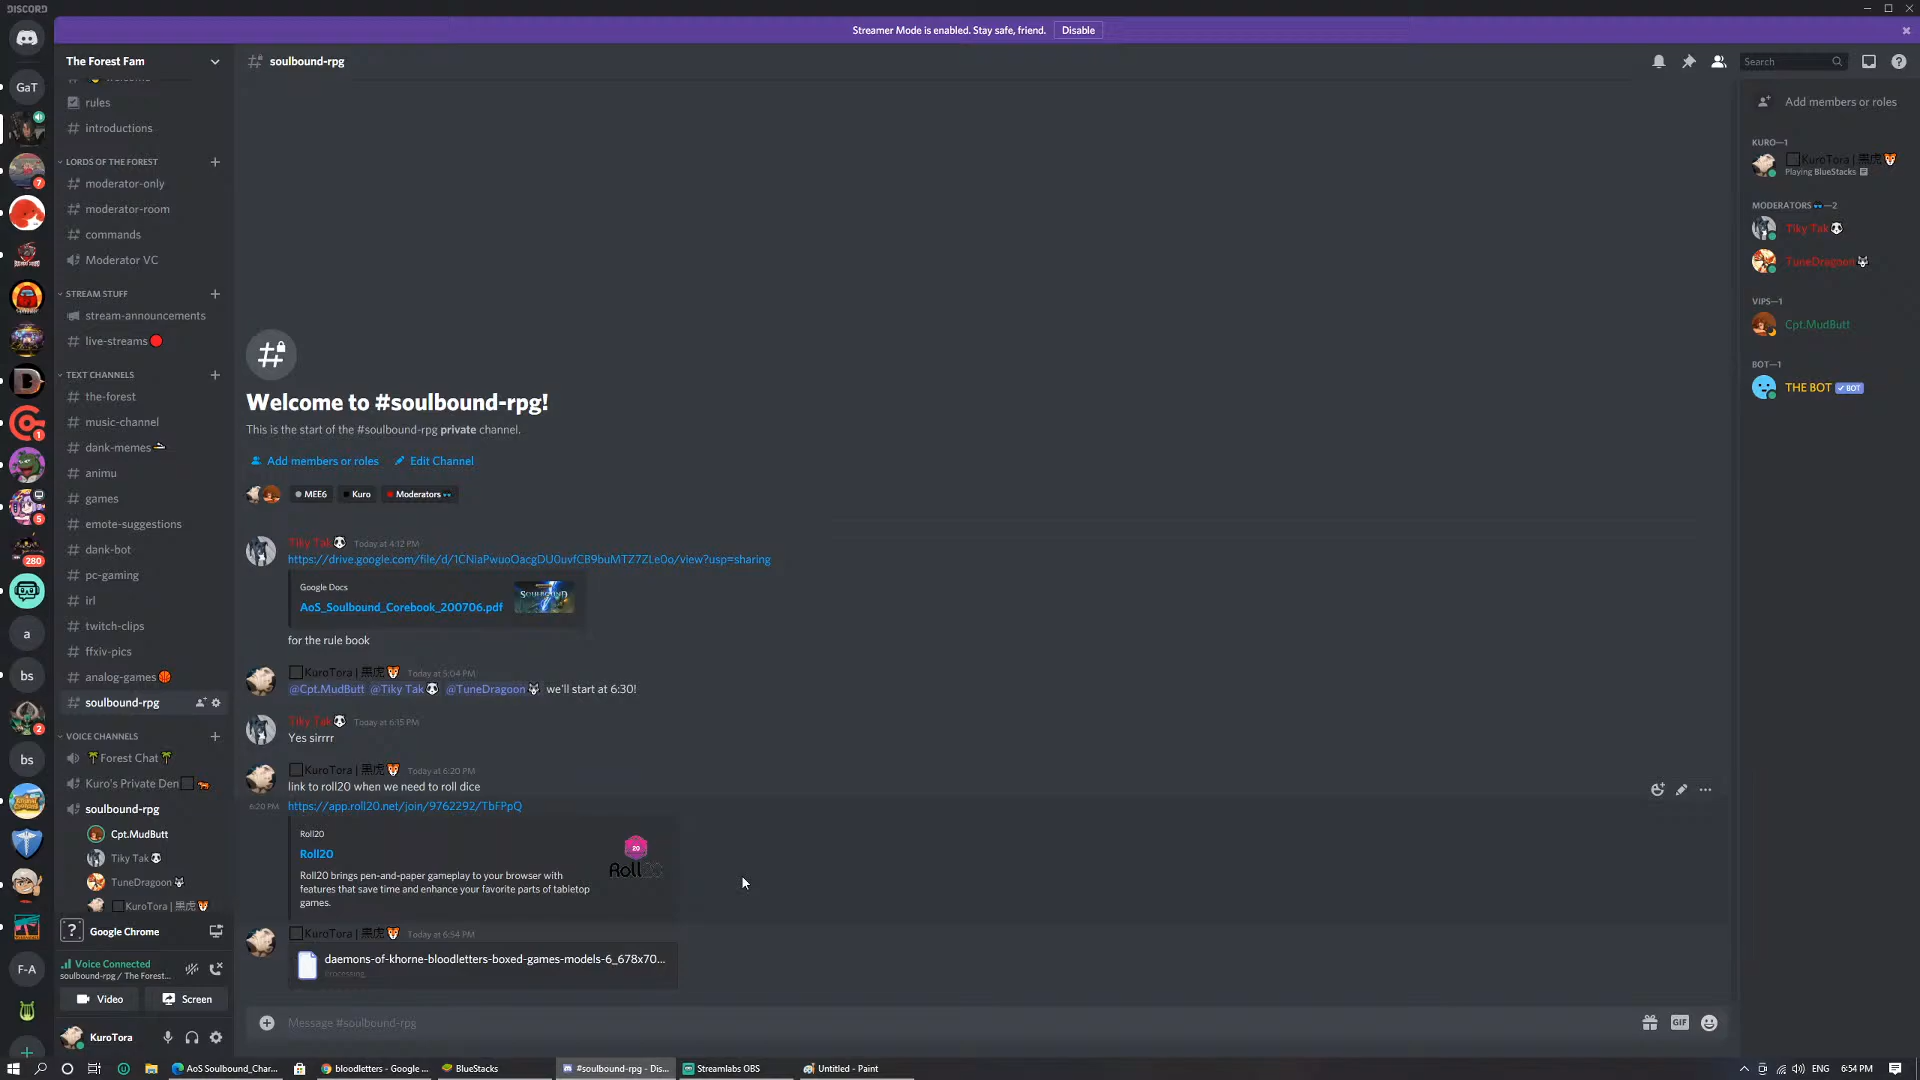 DISCORD
Streamer Mode is enabled. Stay safe, friend.
Disable
The Forest Fam
soulbound-rpg
Search
GaT
rules
introductions
LORDS OF THE FOREST
moderator-only
moderator-room
commands
Moderator VC
STREAM STUFF
stream-announcements
live-streams
TEXT CHANNELS
the-forest
music-channel
dank-memes
animu
games
emote-suggestions
dank-bot
pc-gaming
irl
twitch-clips
ffxiv-pics
analog-games
soulbound-rpg
VOICE CHANNELS
Forest Chat
Kuro's Private Den
soulbound-rpg
Cpt.MudButt
Tiky Tak
TuneDragoon
KuroTora | 黒虎
Google Chrome
Voice Connected
soulbound-rpg / The Forest...
Video
Screen
KuroTora
7
1
5
280
a
bs
2
bs
F-A
Welcome to #soulbound-rpg!
This is the start of the #soulbound-rpg private channel.
Add members or roles
Edit Channel
MEE6
Kuro
Moderators
Tiky Tak Today at 4:12 PM
https://drive.google.com/file/d/1CNiaPwuoOacgDU0uvfCB9buMTZ7ZLe0o/view?usp=sharing
Google Docs
AoS_Soulbound_Corebook_200706.pdf
SOULBOUND
for the rule book
KuroTora | 黒虎 Today at 5:04 PM
@Cpt.MudButt @Tiky Tak @TuneDragoon we'll start at 6:30!
Tiky Tak Today at 6:15 PM
Yes sirrrr
KuroTora | 黒虎 Today at 6:20 PM
link to roll20 when we need to roll dice
6:20 PM https://app.roll20.net/join/9762292/TbFPpQ
Roll20
Roll20
Roll20 brings pen-and-paper gameplay to your browser with
features that save time and enhance your favorite parts of tabletop
games.
20
Roll20
KuroTora | 黒虎 Today at 6:54 PM
daemons-of-khorne-bloodletters-boxed-games-models-6_678x70...
Processing...
Message #soulbound-rpg
GIF
Add members or roles
KURO—1
KuroTora | 黒虎
Playing BlueStacks
MODERATORS—2
Tiky Tak
TuneDragoon
VIPS—1
Cpt.MudButt
BOT—1
THE BOT BOT
AoS Soulbound_Char...
bloodletters - Google ...
BlueStacks
#soulbound-rpg - Dis...
Streamlabs OBS
Untitled - Paint
ENG
6:54 PM